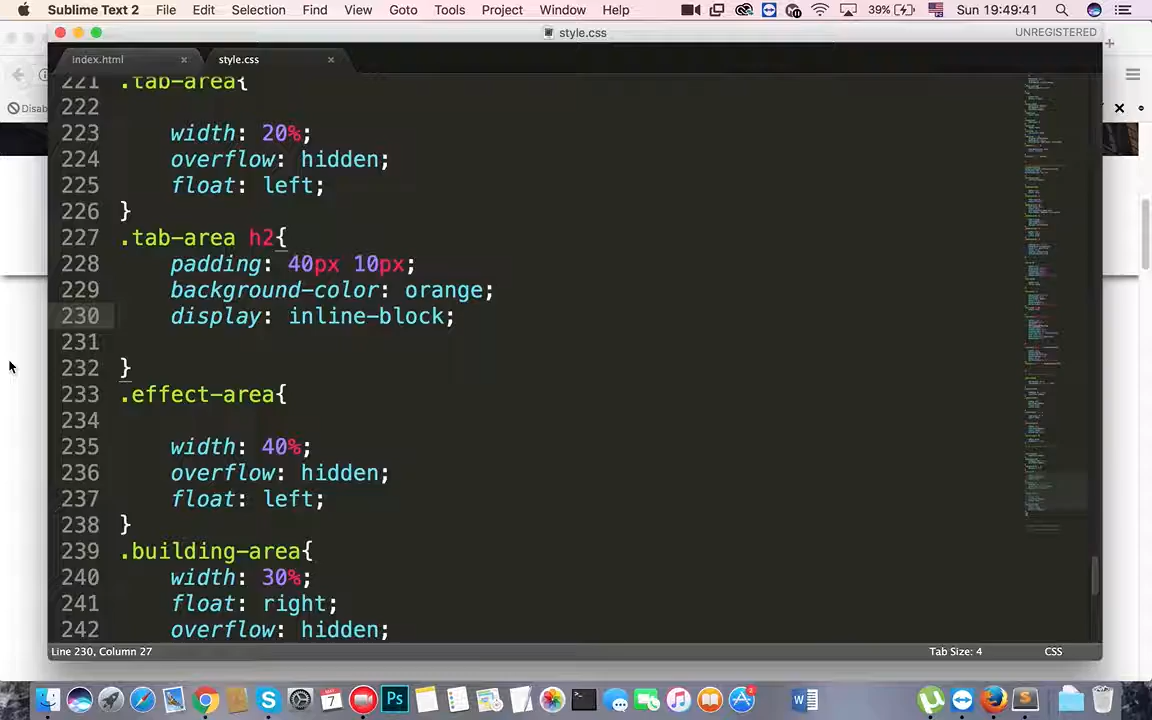 Sublime Text 2 File Edit Selection Find View Goto Tools Project Window Help 39% Sun 19:49:41
style.css UNREGISTERED
index.html × style.css ×
Disab
221 .tab-area{
222
223 width: 20%;
224 overflow: hidden;
225 float: left;
226 }
227 .tab-area h2{
228 padding: 40px 10px;
229 background-color: orange;
230 display: inline-block;
231
232 }
233 .effect-area{
234
235 width: 40%;
236 overflow: hidden;
237 float: left;
238 }
239 .building-area{
240 width: 30%;
241 float: right;
242 overflow: hidden;
Line 230, Column 27 Tab Size: 4 CSS
7 Ps W